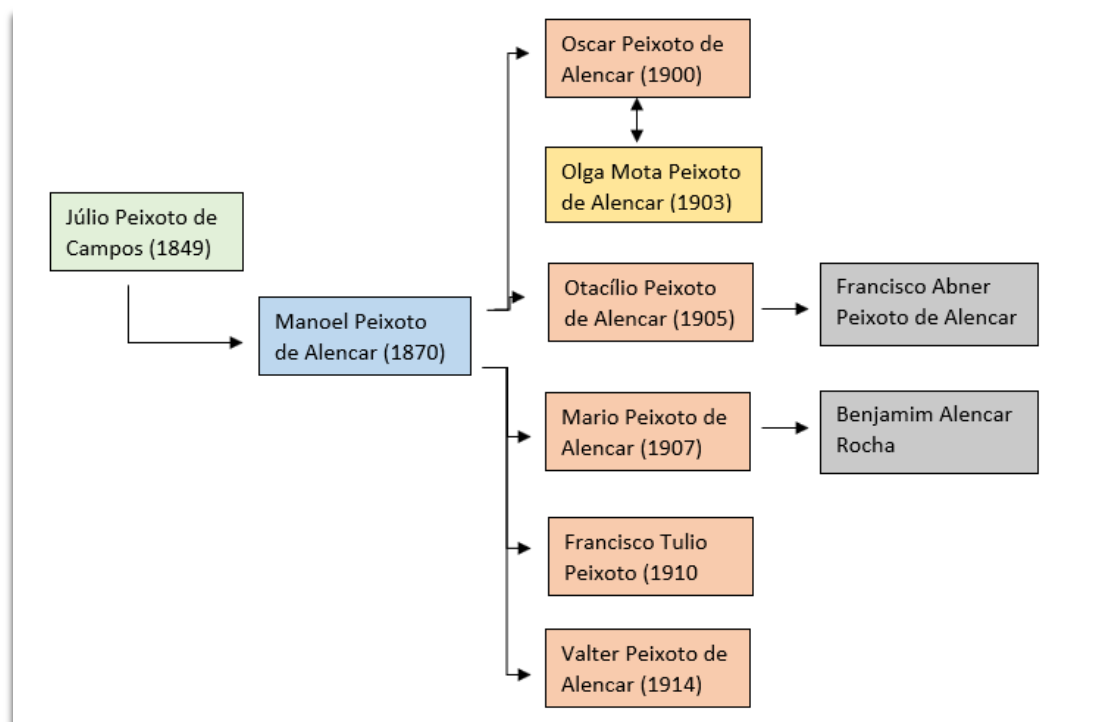 Oscar Peixoto de
Alencar (1900)
Olga Mota Peixoto
de Alencar (1903)
Júlio Peixoto de
Campos (1849)
Manoel Peixoto
de Alencar (1870)
Otacílio Peixoto
de Alencar (1905)
Francisco Abner
Peixoto de Alencar
Mario Peixoto de
Alencar (1907)
Benjamim Alencar
Rocha
Francisco Tulio
Peixoto (1910
Valter Peixoto de
Alencar (1914)